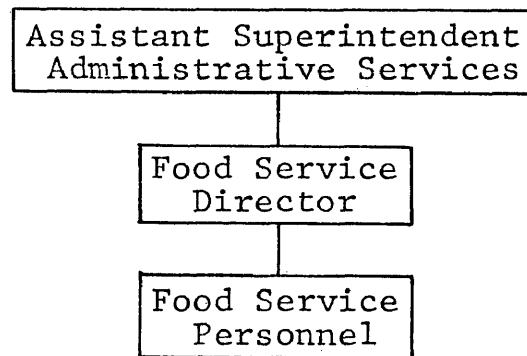 Assistant Superintendent
Administrative Services
Food Service
Director
Food Service
Personnel